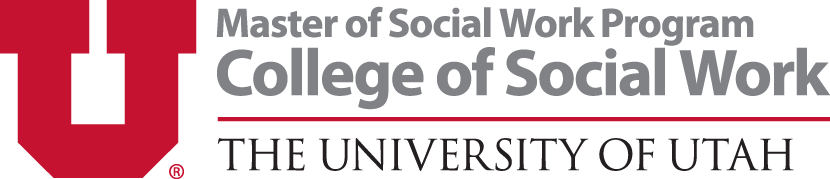 Master of Social Work Program
College of Social Work
U®
THE UNIVERSITY OF UTAH